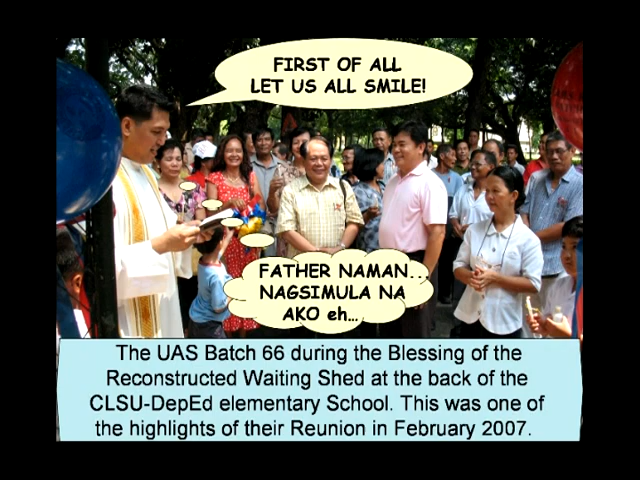 FIRST OF ALL
LET US ALL SMILE!
FATHER NAMAN..
NAGSIMULA NA
AKO eh...
The UAS Batch 66 during the Blessing of the
Reconstructed Waiting Shed at the back of the
CLSU-DepEd elementary School. This was one of
the highlights of their Reunion in February 2007.